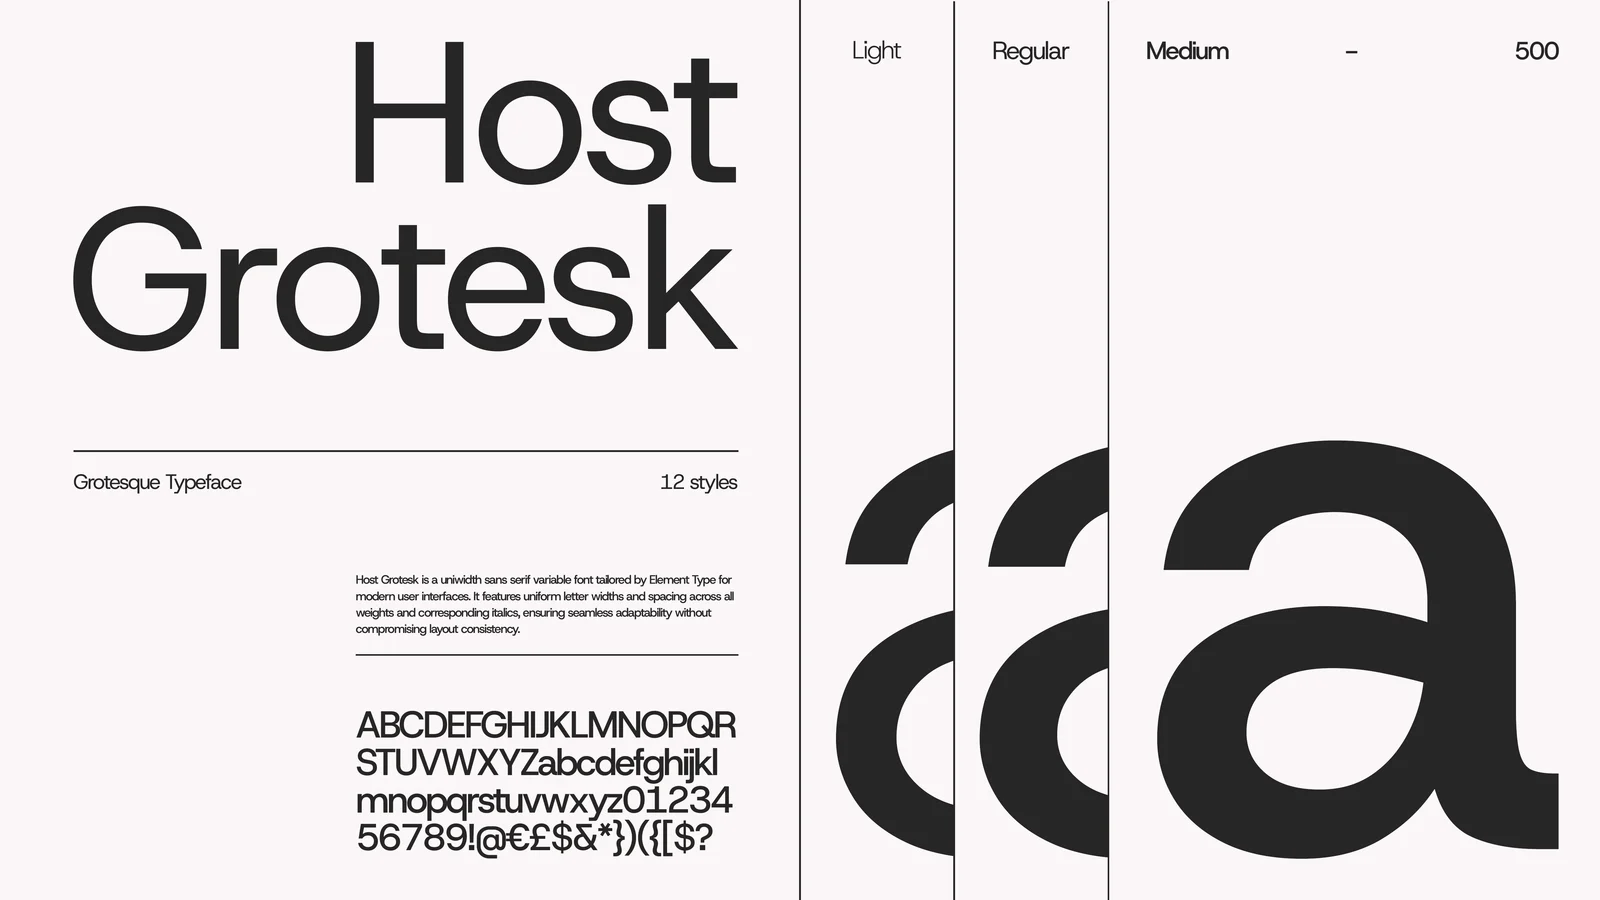 Host
Grotesk
Grotesque Typeface
12 styles
Host Grotesk is a uniwidth sans serif variable font tailored by Element Type for
modern user interfaces. It features uniform letter widths and spacing across all
weights and corresponding italics, ensuring seamless adaptability without
compromising layout consistency.
ABCDEFGHIJKLMNOPQR
STUVWXYZabcdefghijkl
mnopqrstuvwxyz01234
56789!@€£$&*})({[$?
Light
Regular
Medium – 500
a
a
a